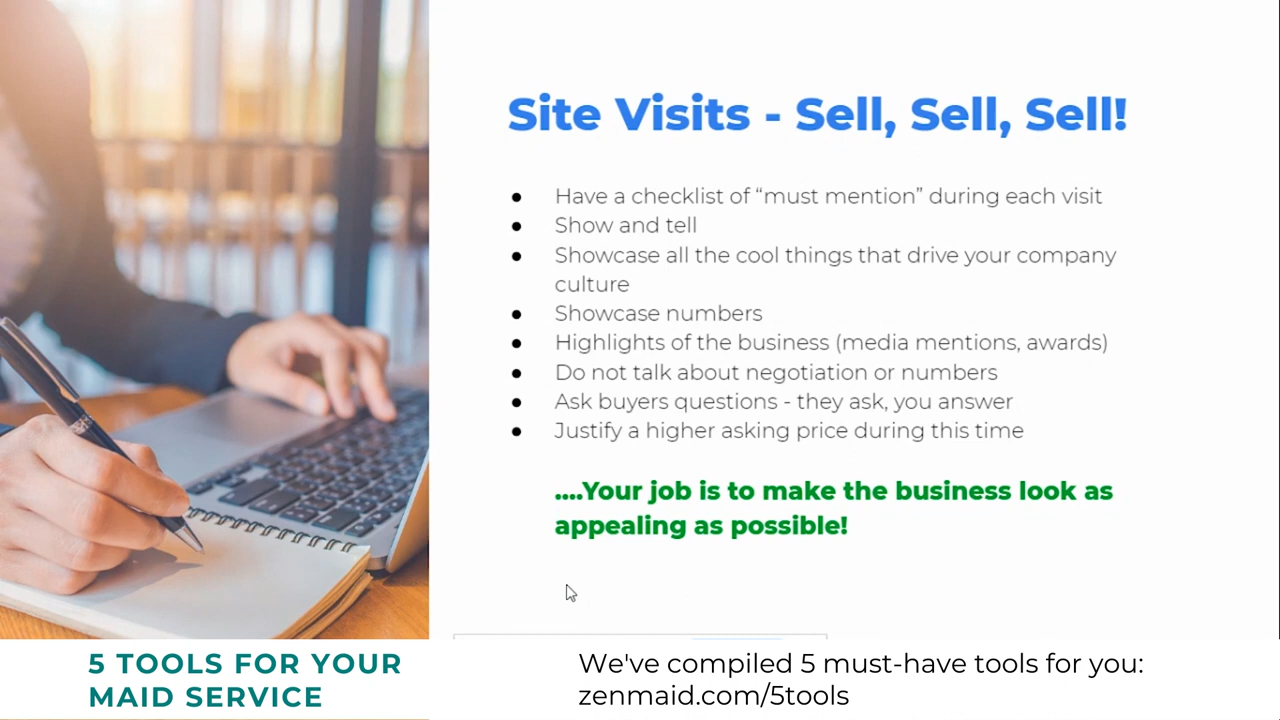 Site Visits - Sell, Sell, Sell!
● Have a checklist of “must mention” during each visit
● Show and tell
● Showcase all the cool things that drive your company
culture
● Showcase numbers
● Highlights of the business (media mentions, awards)
● Do not talk about negotiation or numbers
● Ask buyers questions - they ask, you answer
● Justify a higher asking price during this time
....Your job is to make the business look as
appealing as possible!
5 TOOLS FOR YOUR
MAID SERVICE
We've compiled 5 must-have tools for you:
zenmaid.com/5tools